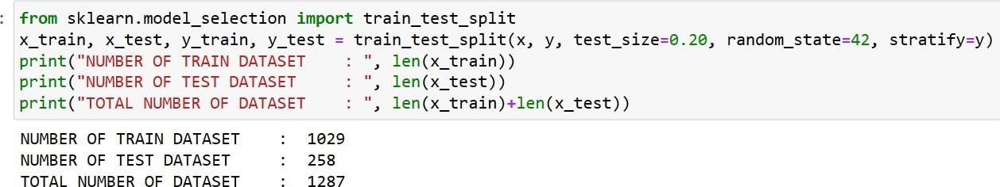 : from sklearn.model_selection import train_test_split
x_train, x_test, y_train, y_test = train_test_split(x, y, test_size=0.20, random_state=42, stratify=y)
print("NUMBER OF TRAIN DATASET    : ", len(x_train))
print("NUMBER OF TEST DATASET     : ", len(x_test))
print("TOTAL NUMBER OF DATASET    : ", len(x_train)+len(x_test))
NUMBER OF TRAIN DATASET    :  1029
NUMBER OF TEST DATASET     :  258
TOTAL NUMBER OF DATASET    :  1287